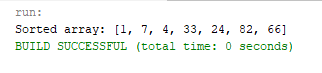 run:
Sorted array: [1, 7, 4, 33, 24, 82, 66]
BUILD SUCCESSFUL (total time: 0 seconds)